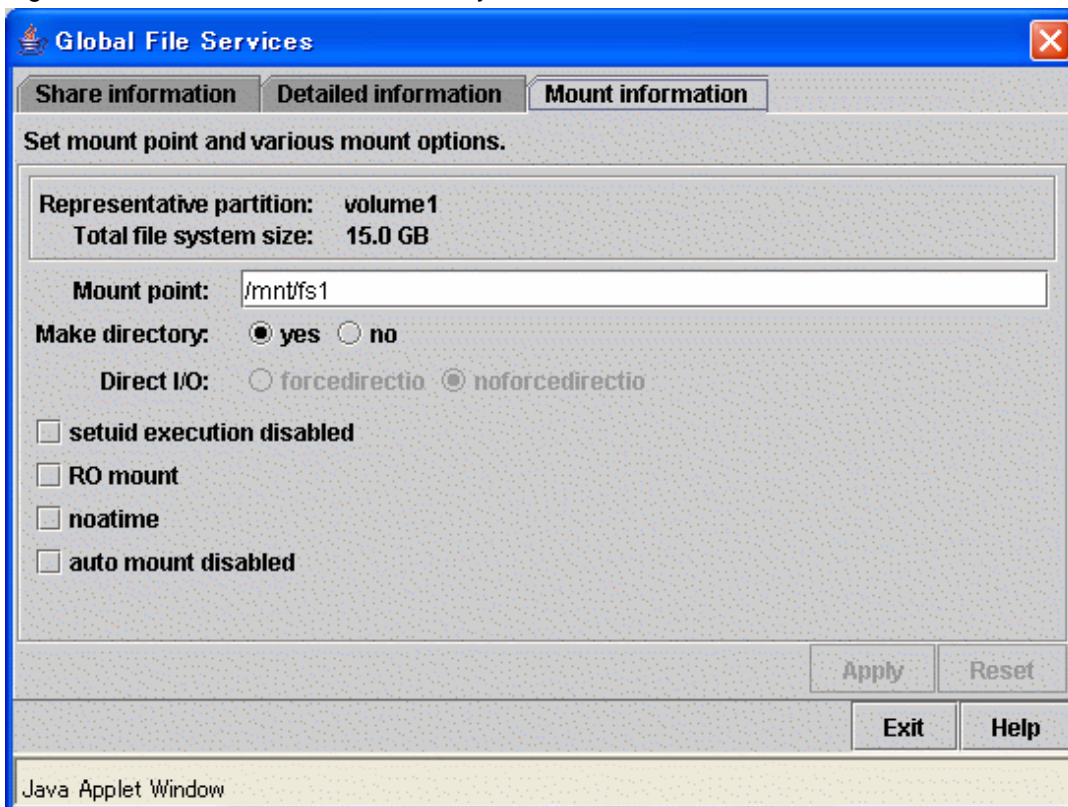 Global File Services
Share information Detailed information Mount information
Set mount point and various mount options.
Representative partition: volume1
Total file system size: 15.0 GB
Mount point: /mnt/fs1
Make directory: yes no
Direct I/O: forcedirectio noforcedirectio
setuid execution disabled
RO mount
noatime
auto mount disabled
Apply Reset
Exit Help
Java Applet Window